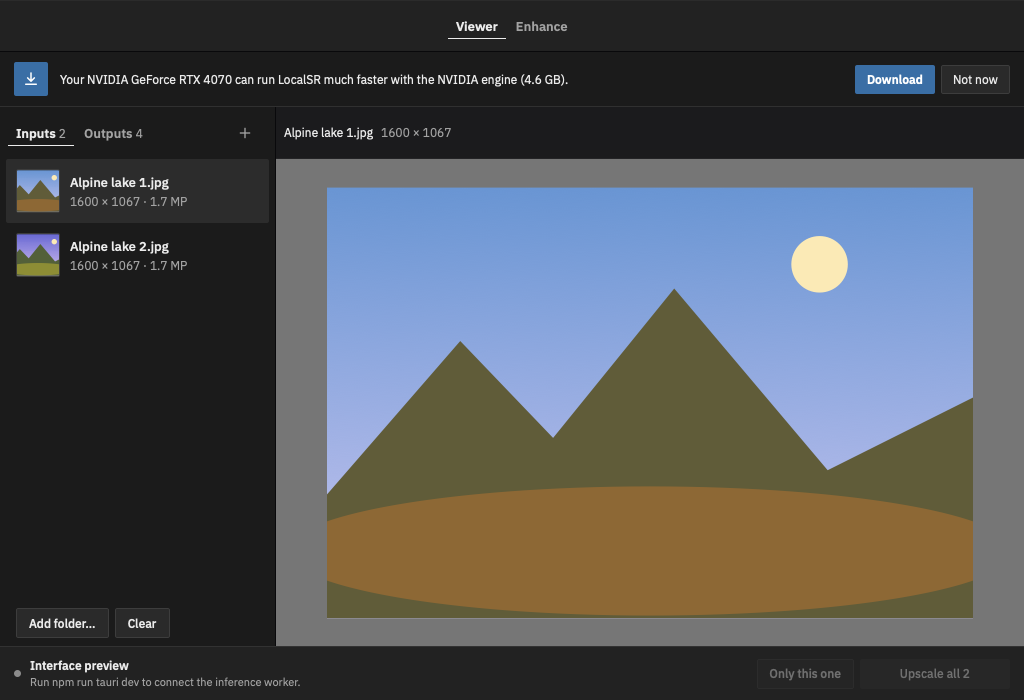 Viewer Enhance
Your NVIDIA GeForce RTX 4070 can run LocalSR much faster with the NVIDIA engine (4.6 GB). Download Not now
Inputs 2 Outputs 4 +
Alpine lake 1.jpg 1600 × 1067
Alpine lake 1.jpg
1600 × 1067 · 1.7 MP
Alpine lake 2.jpg
1600 × 1067 · 1.7 MP
Add folder... Clear
Interface preview
Run npm run tauri dev to connect the inference worker.
Only this one Upscale all 2